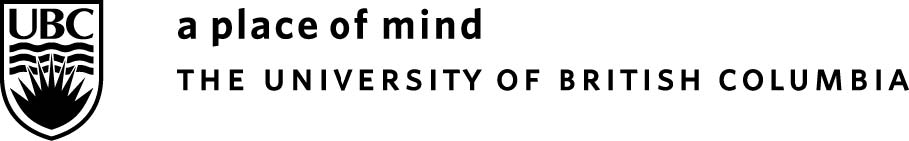 UBC
a place of mind
THE UNIVERSITY OF BRITISH COLUMBIA